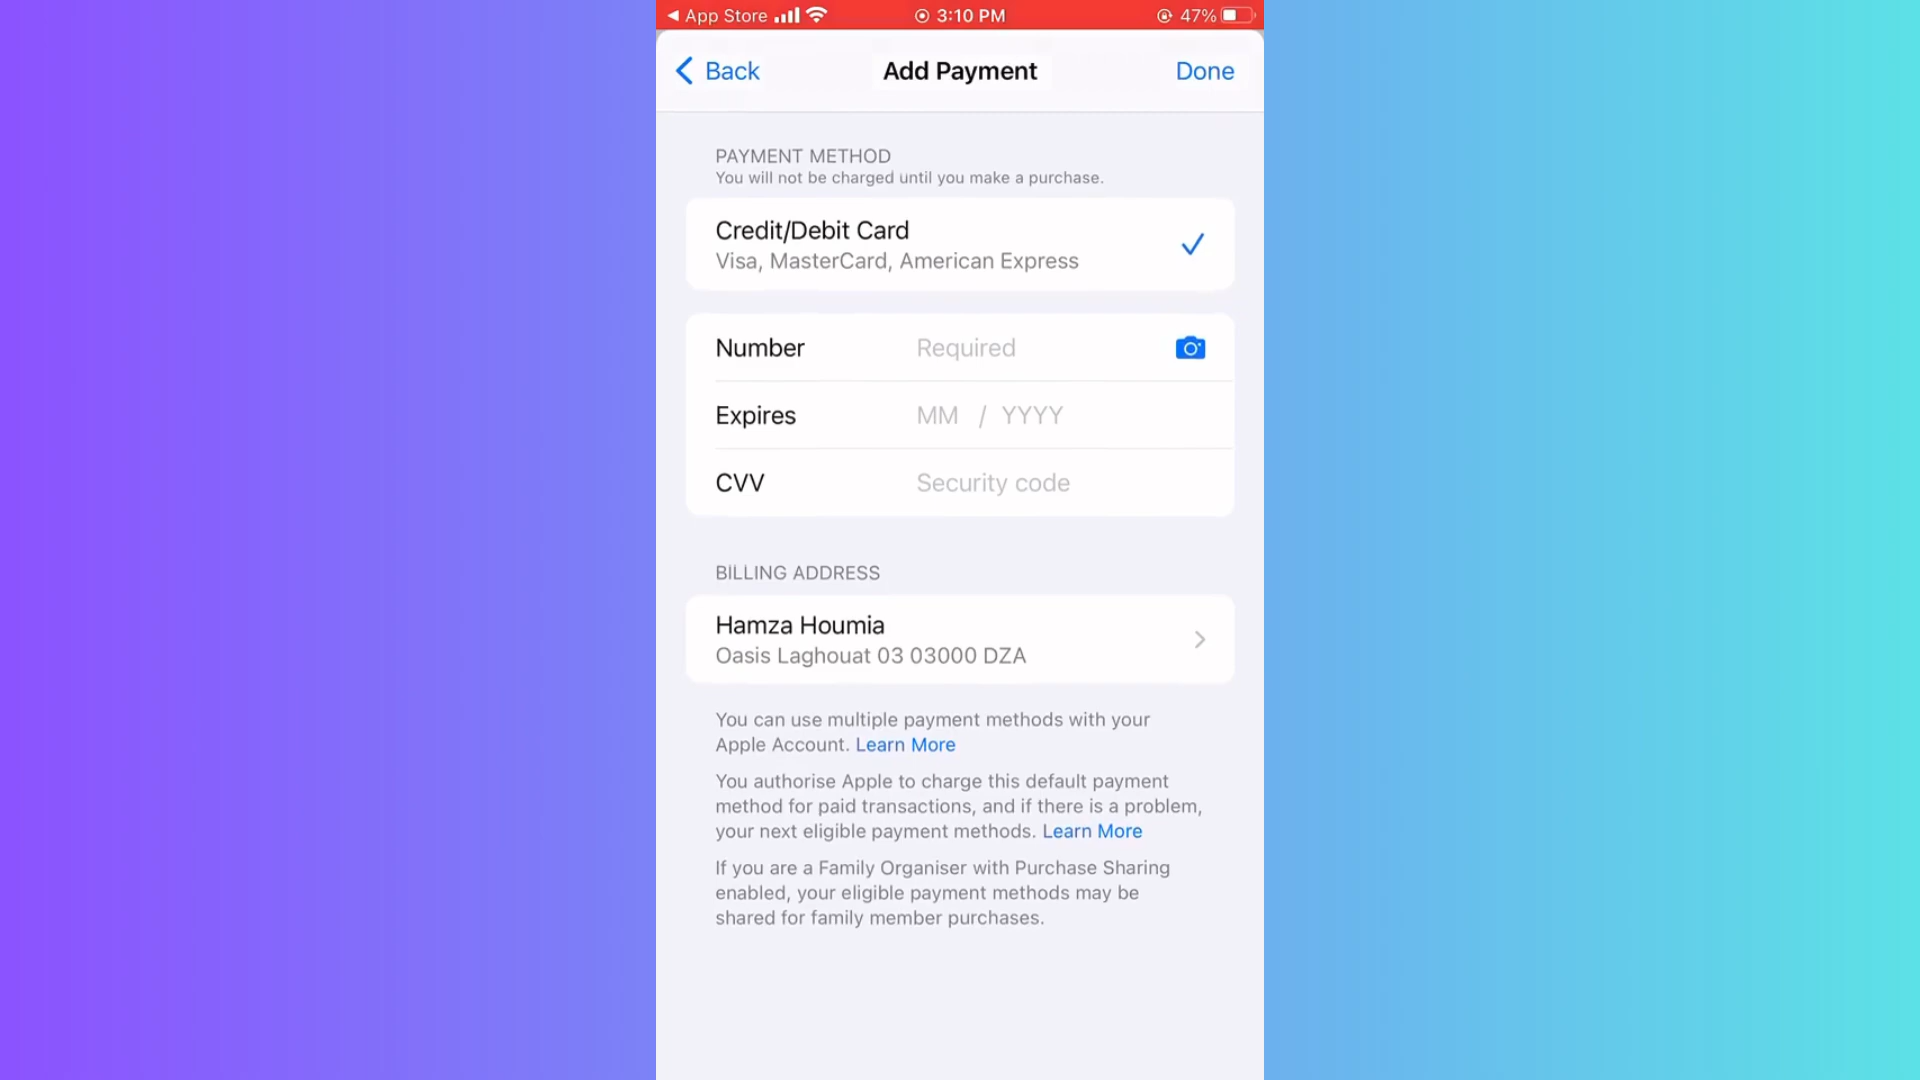 App Store 3:10 PM 47%
Back Add Payment Done
PAYMENT METHOD
You will not be charged until you make a purchase.
Credit/Debit Card
Visa, MasterCard, American Express
Number Required
Expires MM / YYYY
CVV Security code
BILLING ADDRESS
Hamza Houmia
Oasis Laghouat 03 03000 DZA
You can use multiple payment methods with your
Apple Account. Learn More
You authorise Apple to charge this default payment
method for paid transactions, and if there is a problem,
your next eligible payment methods. Learn More
If you are a Family Organiser with Purchase Sharing
enabled, your eligible payment methods may be
shared for family member purchases.